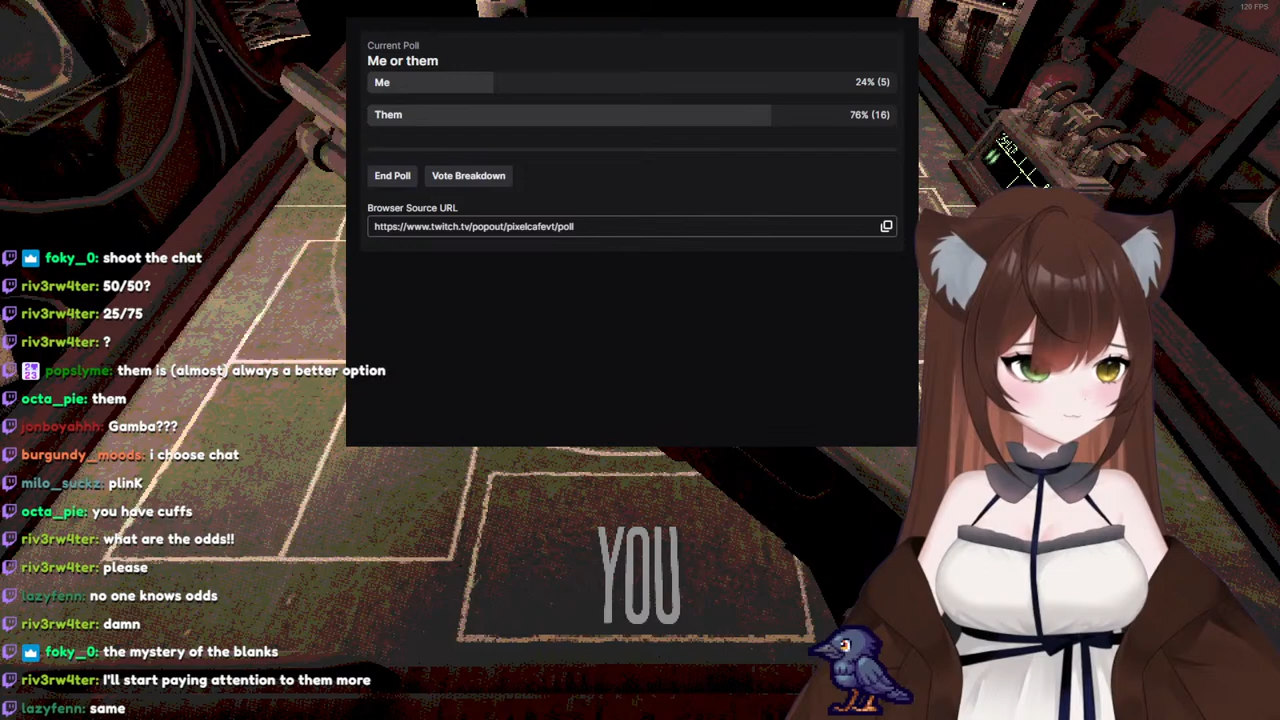 120 FPS
Current Poll
Me or them
Me 24% (5)
Them 76% (16)
End Poll Vote Breakdown
Browser Source URL
https://www.twitch.tv/popout/pixelcafevt/poll
foky_0: shoot the chat
riv3rw4ter: 50/50?
riv3rw4ter: 25/75
riv3rw4ter: ?
popslyme: them is (almost) always a better option
octa_pie: them
jonboyahhh: Gamba???
burgundy_moods: i choose chat
milo_suckz: plinK
octa_pie: you have cuffs
riv3rw4ter: what are the odds!!
riv3rw4ter: please
lazyfenn: no one knows odds
riv3rw4ter: damn
foky_0: the mystery of the blanks
riv3rw4ter: I'll start paying attention to them more
lazyfenn: same
YOU